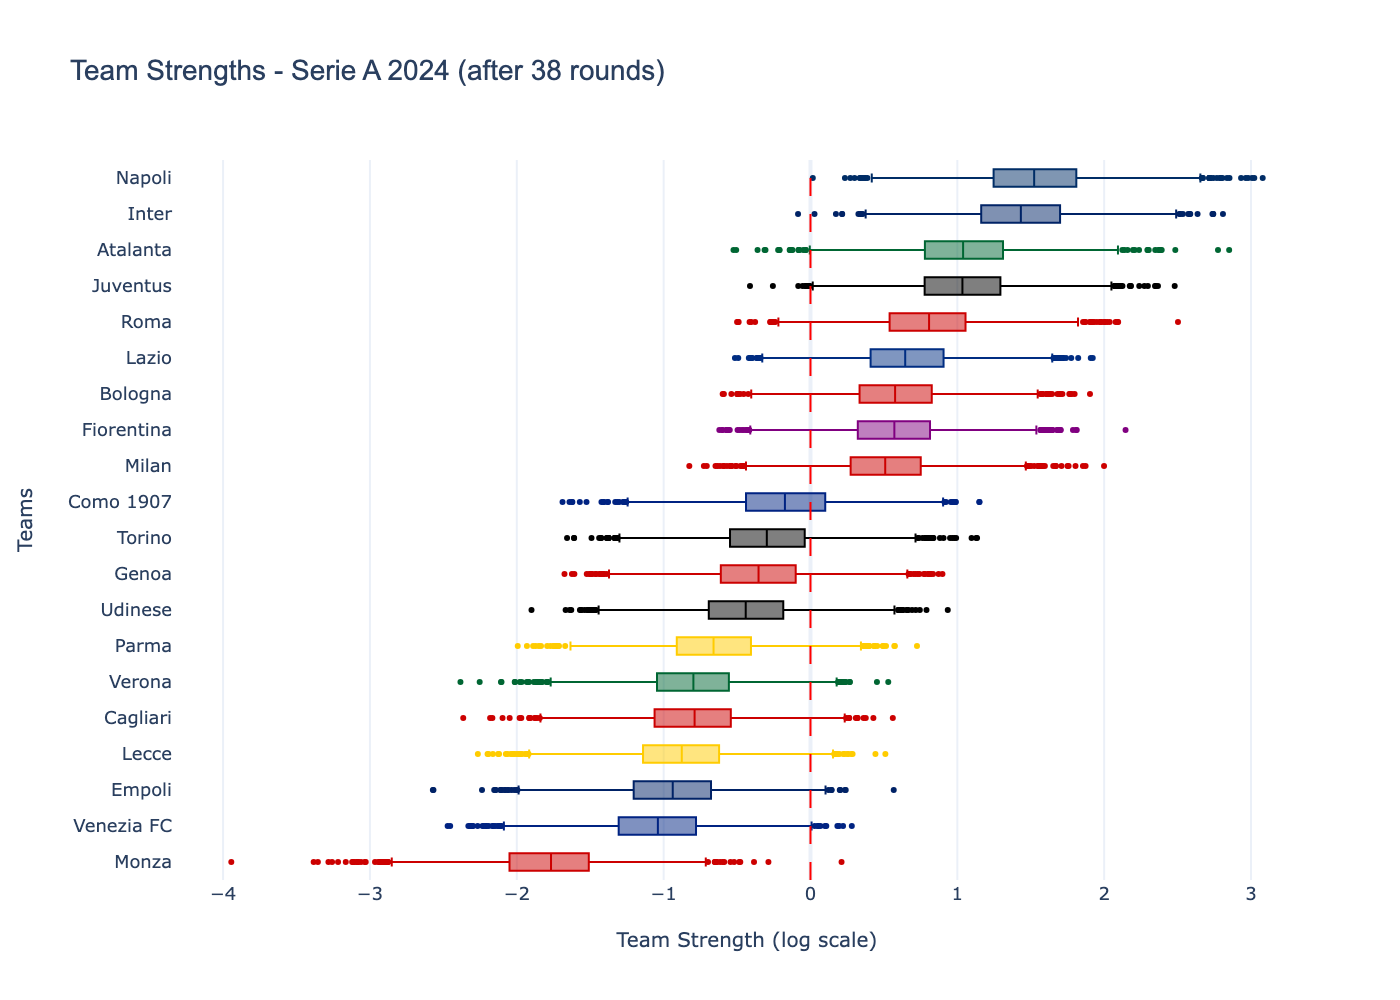 Team Strengths - Serie A 2024 (after 38 rounds)
Napoli
Inter
Atalanta
Juventus
Roma
Lazio
Bologna
Fiorentina
Milan
Como 1907
Torino
Genoa
Udinese
Parma
Verona
Cagliari
Lecce
Empoli
Venezia FC
Monza
Teams
−4 −3 −2 −1 0 1 2 3
Team Strength (log scale)